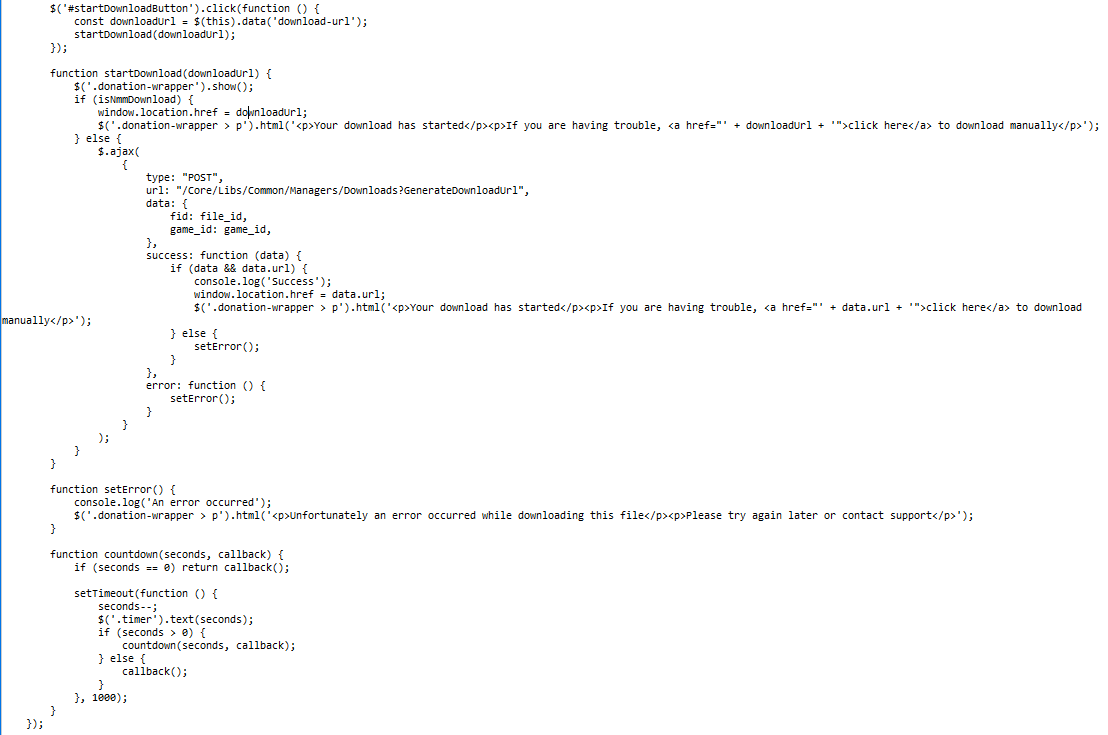 $('#startDownloadButton').click(function () {
const downloadUrl = $(this).data('download-url');
startDownload(downloadUrl);
});
function startDownload(downloadUrl) {
$('.donation-wrapper').show();
if (isNmmDownload) {
window.location.href = downloadUrl;
$('.donation-wrapper > p').html('<p>Your download has started</p><p>If you are having trouble, <a href="' + downloadUrl + '">click here</a> to download manually</p>');
} else {
$.ajax(
{
type: "POST",
url: "/Core/Libs/Common/Managers/Downloads?GenerateDownloadUrl",
data: {
fid: file_id,
game_id: game_id,
},
success: function (data) {
if (data && data.url) {
console.log('Success');
window.location.href = data.url;
$('.donation-wrapper > p').html('<p>Your download has started</p><p>If you are having trouble, <a href="' + data.url + '">click here</a> to download
manually</p>');
} else {
setError();
}
},
error: function () {
setError();
}
}
);
}
}
function setError() {
console.log('An error occurred');
$('.donation-wrapper > p').html('<p>Unfortunately an error occurred while downloading this file</p><p>Please try again later or contact support</p>');
}
function countdown(seconds, callback) {
if (seconds == 0) return callback();
setTimeout(function () {
seconds--;
$('.timer').text(seconds);
if (seconds > 0) {
countdown(seconds, callback);
} else {
callback();
}
}, 1000);
}
});